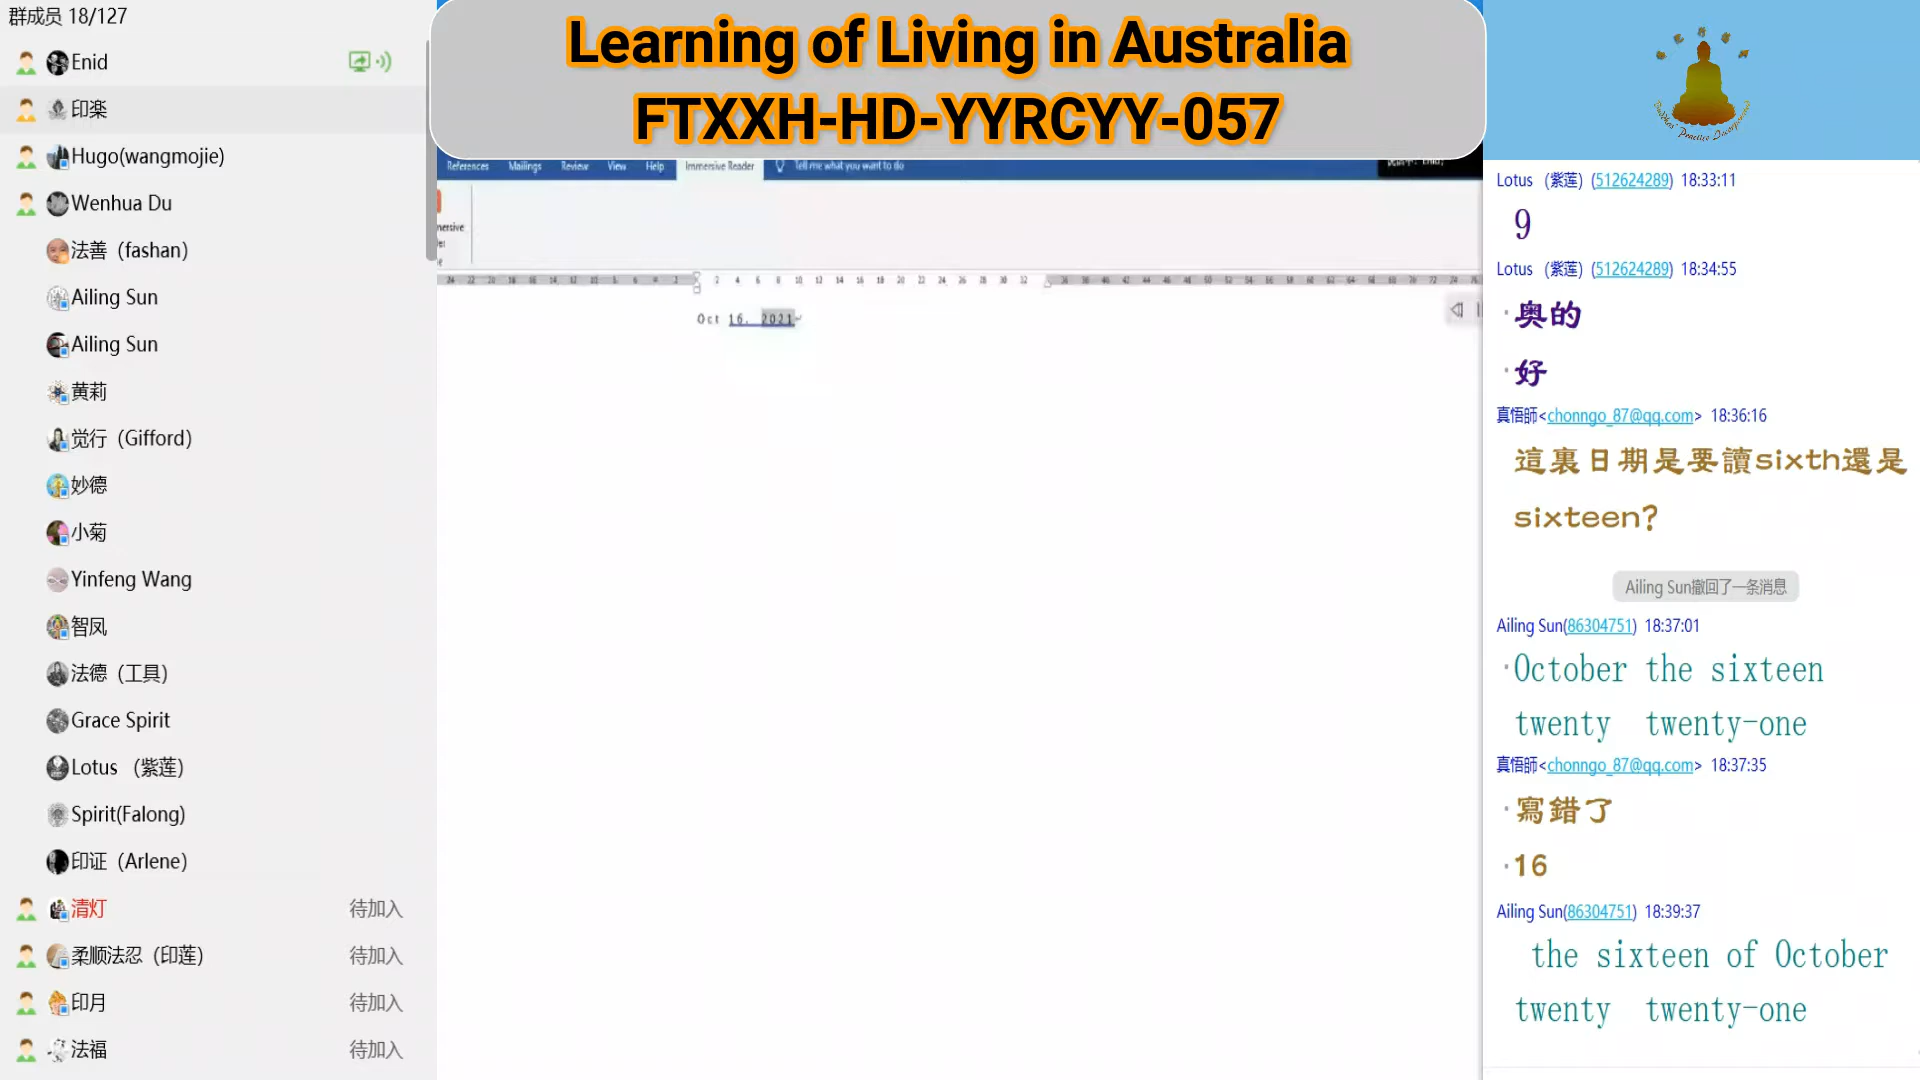 群成员 18/127
Enid
印楽
Hugo(wangmojie)
Wenhua Du
法善（fashan）
Ailing Sun
Ailing Sun
黄莉
觉行（Gifford）
妙德
小菊
Yinfeng Wang
智凤
法德（工具）
Grace Spirit
Lotus （紫莲）
Spirit(Falong)
印证（Arlene）
清灯 待加入
柔顺法忍（印莲） 待加入
印月 待加入
法福 待加入
Learning of Living in Australia
FTXXH-HD-YYRCYY-057
References Mailings Review View Help Immersive Reader Tell me what you want to do
Oct 16, 2021
Buddhas' Practice Incorporated
Lotus （紫莲）(512624289) 18:33:11
9
Lotus （紫莲）(512624289) 18:34:55
奥的
好
真悟師<chonngo_87@qq.com> 18:36:16
這裏日期是要讀sixth還是
sixteen?
Ailing Sun撤回了一条消息
Ailing Sun(86304751) 18:37:01
October the sixteen
twenty twenty-one
真悟師<chonngo_87@qq.com> 18:37:35
寫錯了
16
Ailing Sun(86304751) 18:39:37
the sixteen of October
twenty twenty-one